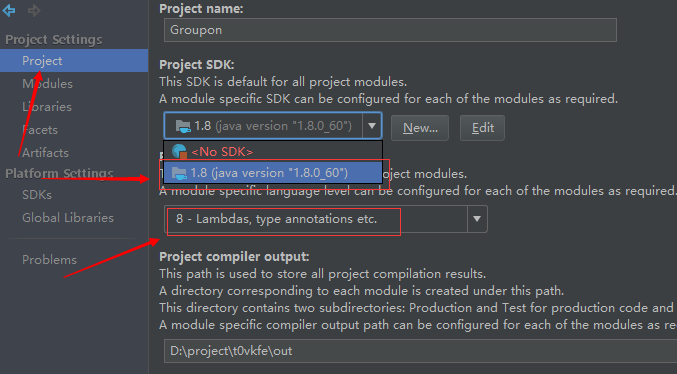 Project name:
Project Settings
Groupon
Project
Project SDK:
Modules
This SDK is default for all project modules.
Libraries
A module specific SDK can be configured for each of the modules as required.
Facets
1.8 (java version "1.8.0_60")
New...
Edit
Artifacts
<No SDK>
Platform Settings
1.8 (java version "1.8.0_60")
oject modules.
SDKs
A module specific language level can be configured for each of the modules as required.
Global Libraries
8 - Lambdas, type annotations etc.
Problems
Project compiler output:
This path is used to store all project compilation results.
A directory corresponding to each module is created under this path.
This directory contains two subdirectories: Production and Test for production code and
A module specific compiler output path can be configured for each of the modules as re
D:\project\t0vkfe\out